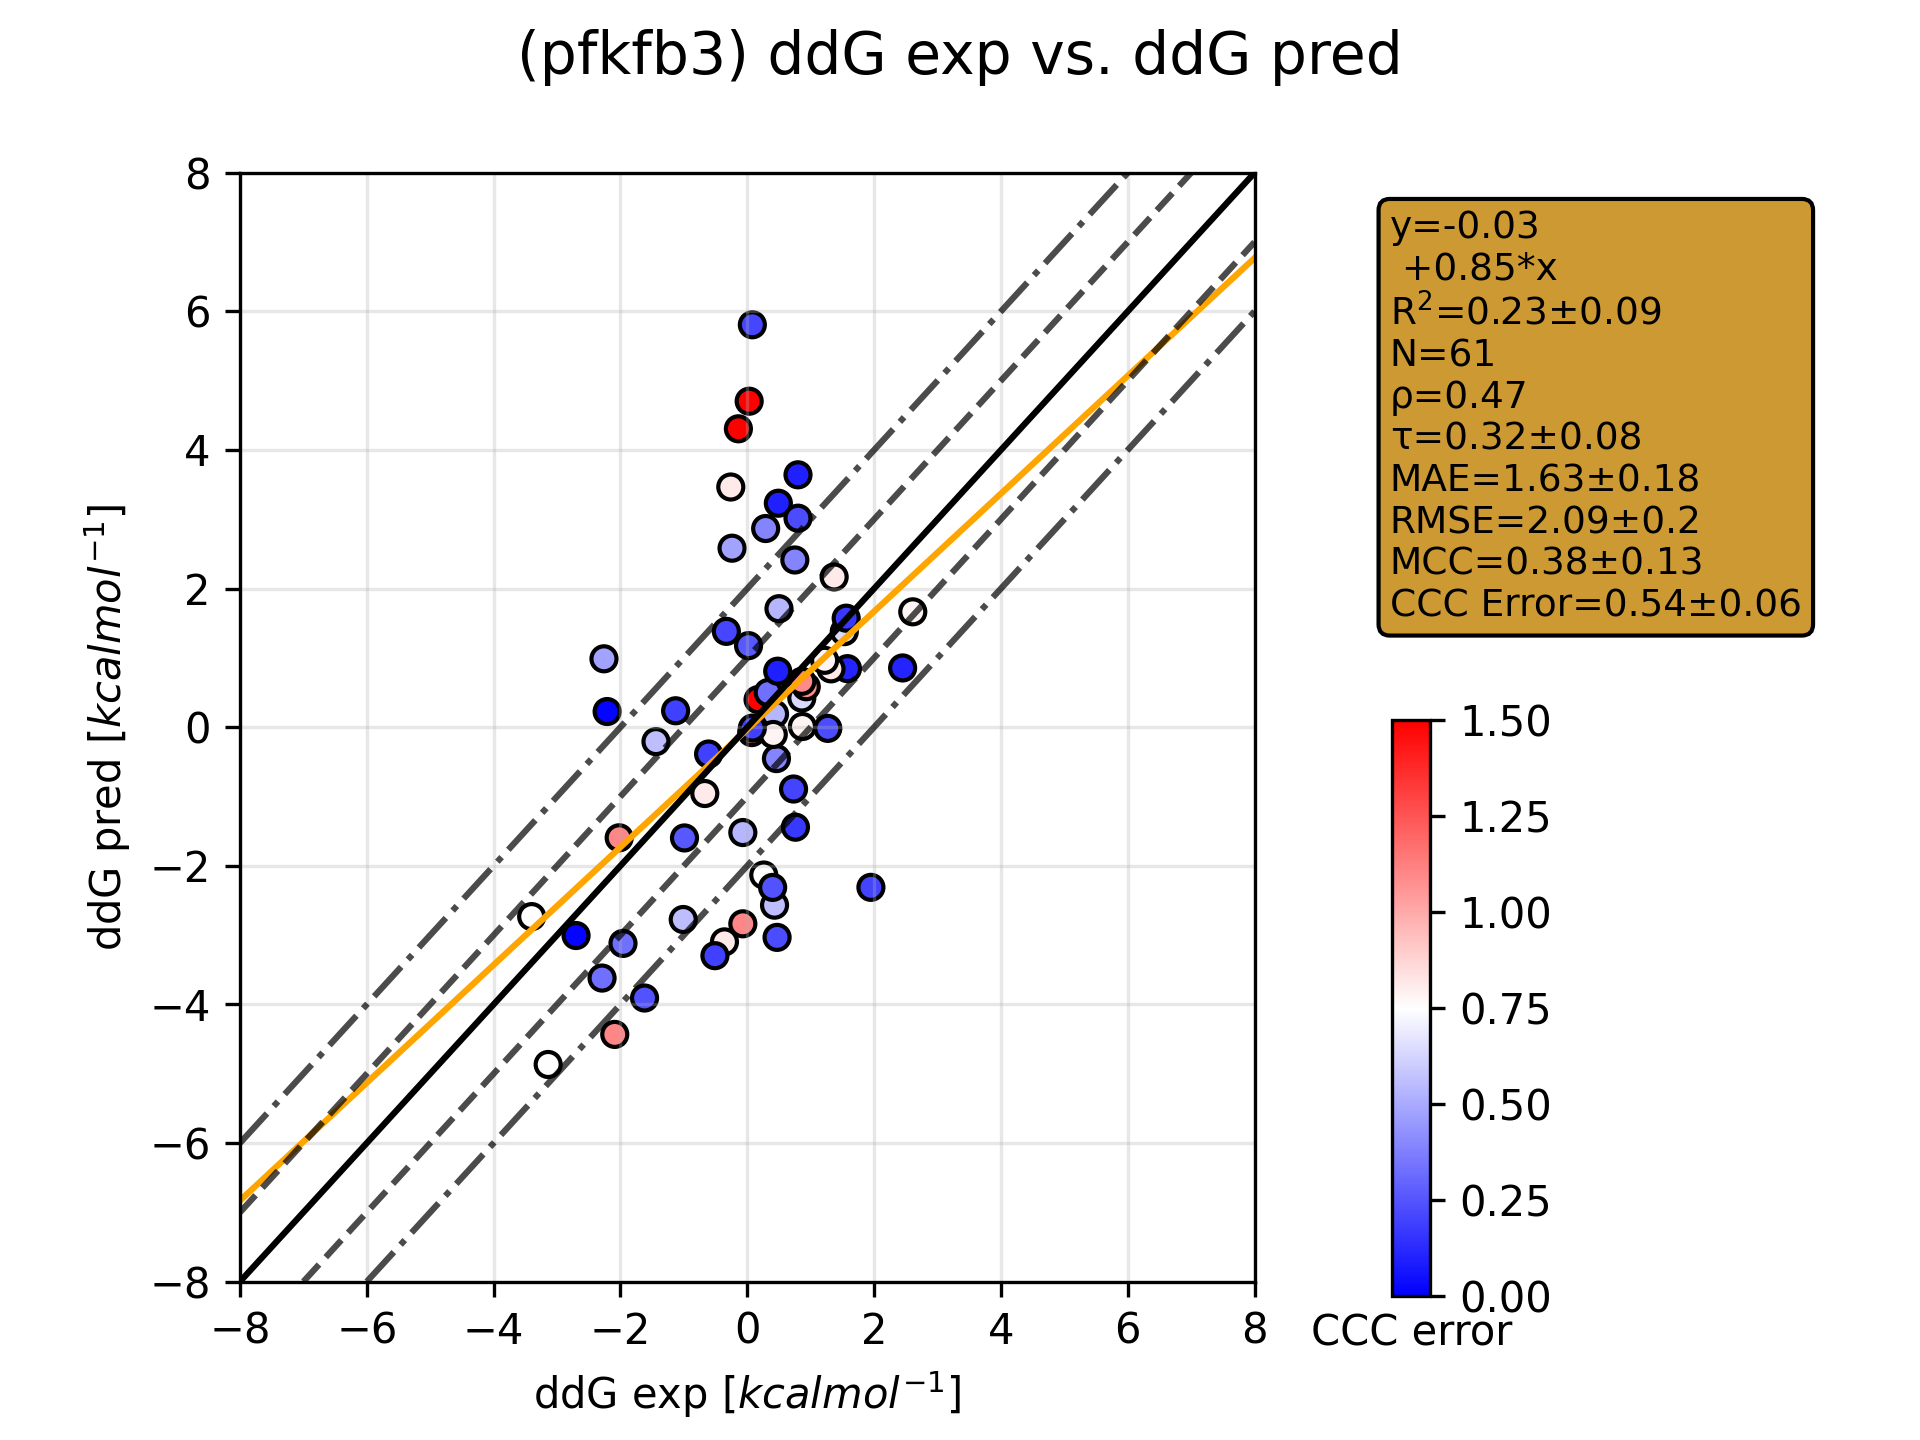 (pfkfb3) ddG exp vs. ddG pred
8
6
4
2
0
−2
−4
−6
−8
ddG pred [kcalmol⁻¹]
−8 −6 −4 −2 0 2 4 6 8
ddG exp [kcalmol⁻¹]
y=-0.03
+0.85*x
R²=0.23±0.09
N=61
ρ=0.47
τ=0.32±0.08
MAE=1.63±0.18
RMSE=2.09±0.2
MCC=0.38±0.13
CCC Error=0.54±0.06
1.50
1.25
1.00
0.75
0.50
0.25
0.00
CCC error